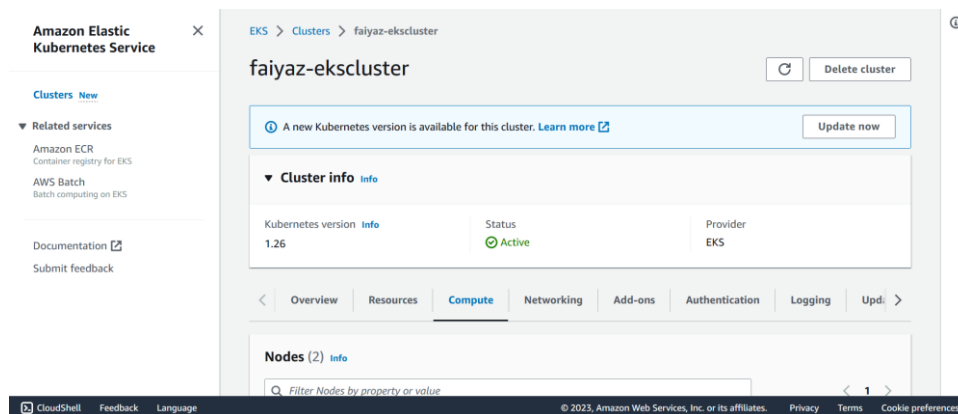 Amazon Elastic
Kubernetes Service
Clusters New
Related services
Amazon ECR
Container registry for EKS
AWS Batch
Batch computing on EKS
Documentation
Submit feedback
EKS > Clusters > faiyaz-ekscluster
faiyaz-ekscluster
Delete cluster
A new Kubernetes version is available for this cluster. Learn more
Update now
Cluster info Info
Kubernetes version Info
1.26
Status
Active
Provider
EKS
Overview Resources Compute Networking Add-ons Authentication Logging
Nodes (2) Info
Filter Nodes by property or value
1
CloudShell Feedback Language © 2023, Amazon Web Services, Inc. or its affiliates. Privacy Terms Cookie preferences